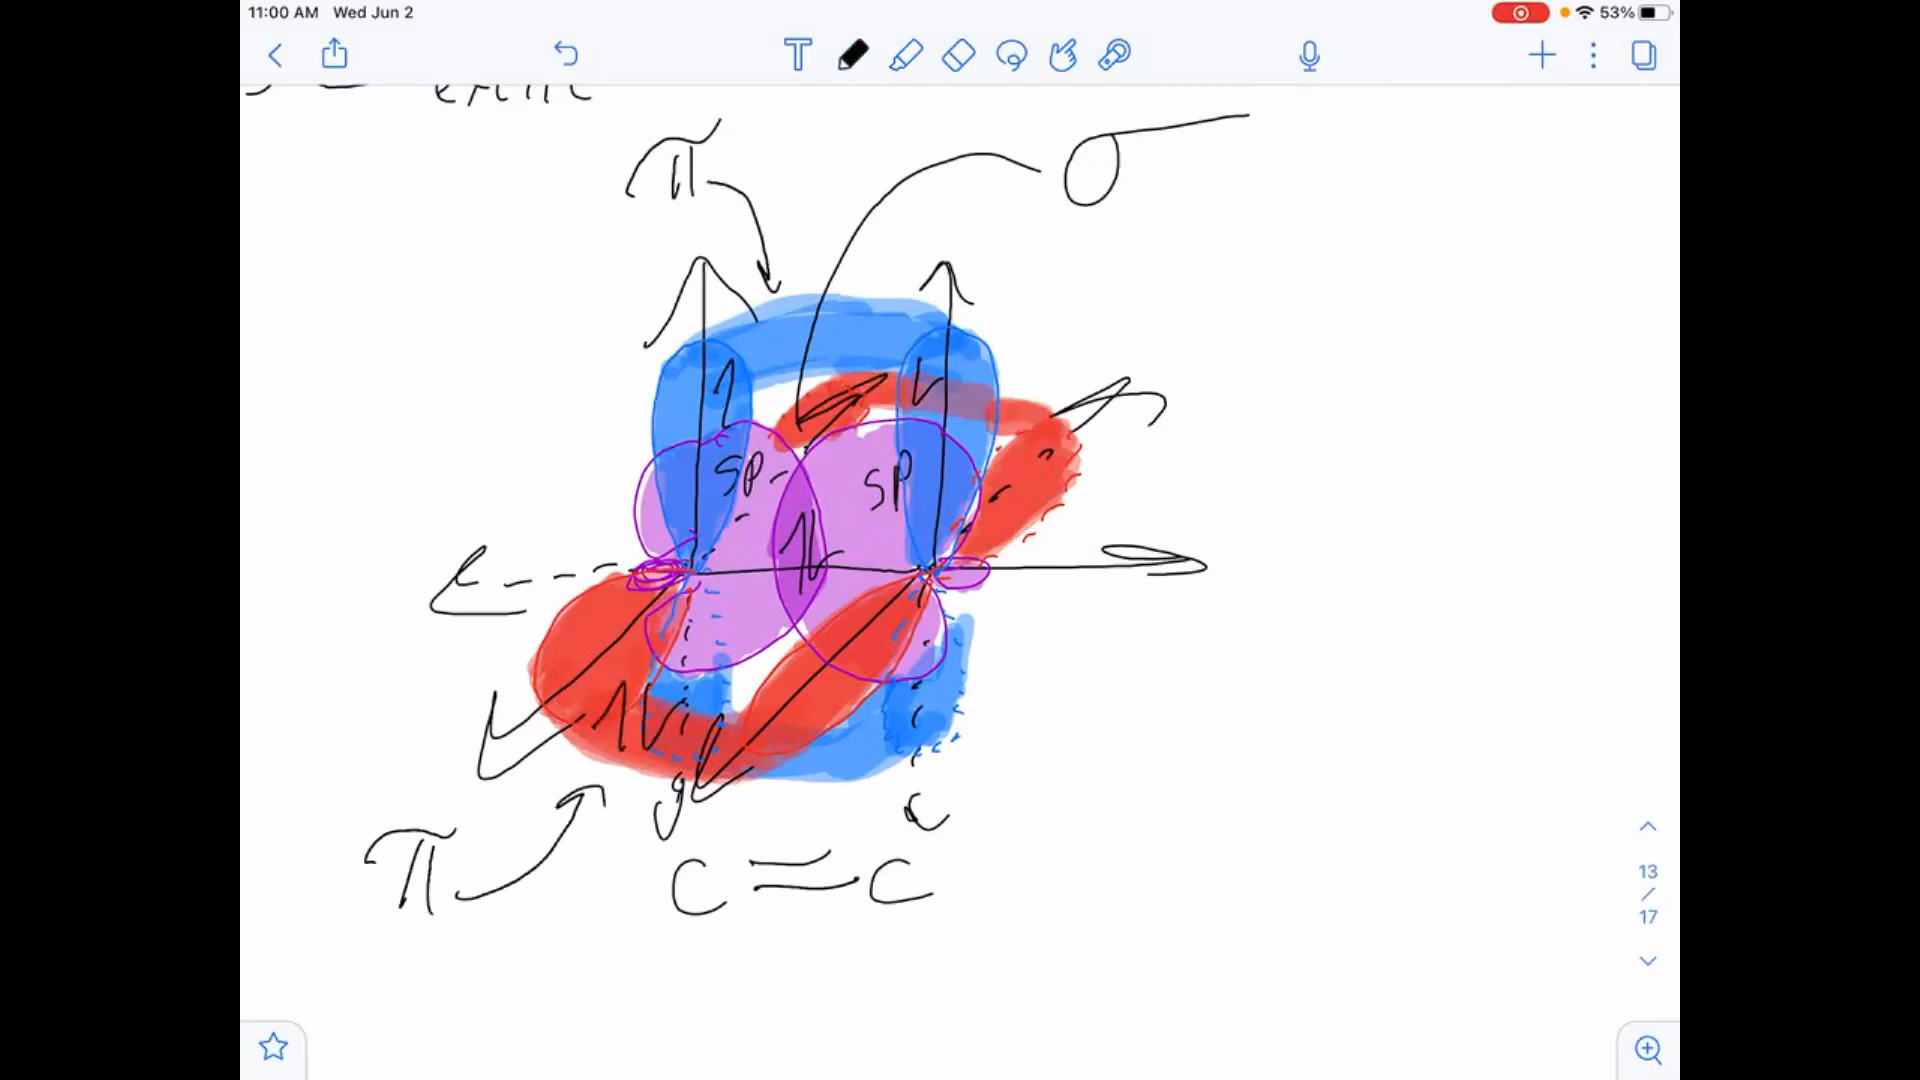 11:00 AM Wed Jun 2
53%
T
π
σ
sp
sp
13
/
17
π
C = C